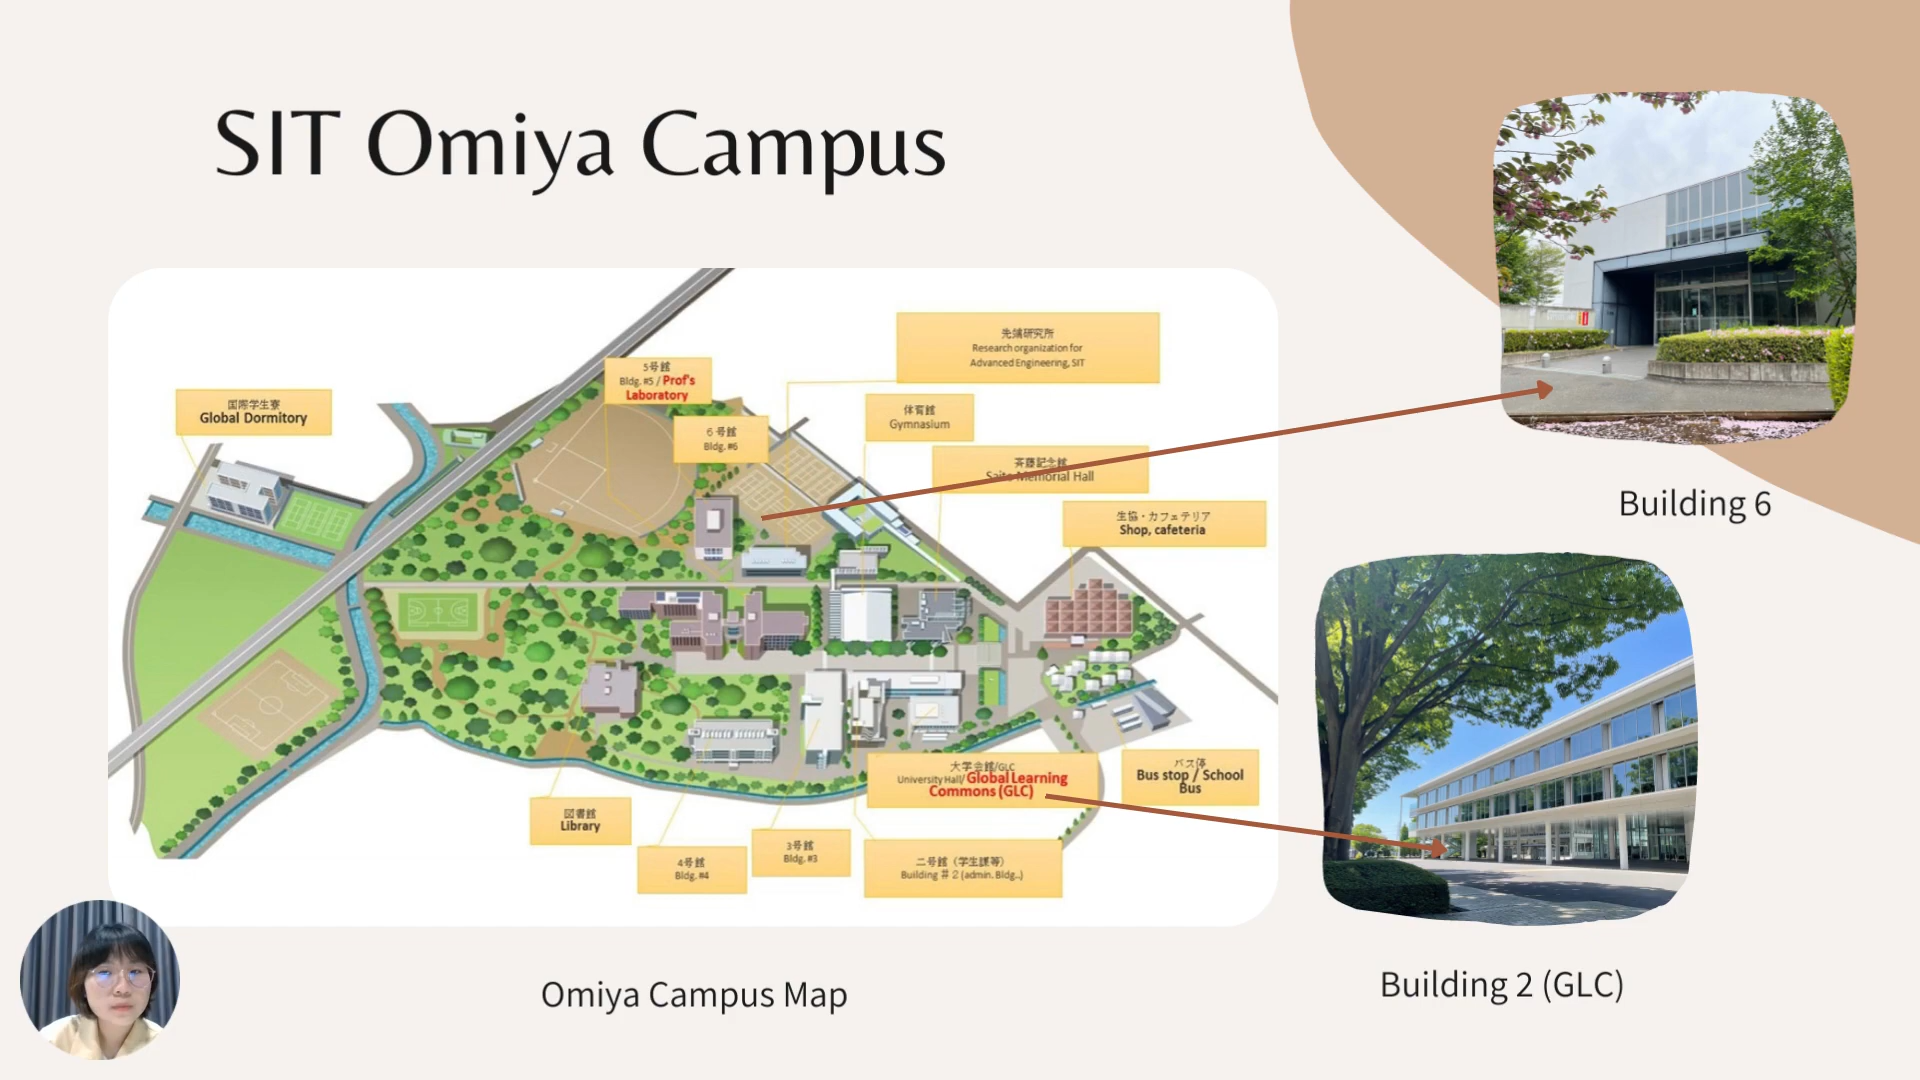 SIT Omiya Campus
先端研究所
Research organization for
Advanced Engineering, SIT
5号館
Bldg. #5 / Prof's
Laboratory
国際学生寮
Global Dormitory
体育館
Gymnasium
6号館
Bldg. #6
斉藤記念館
Saito Memorial Hall
生協・カフェテリア
Shop, cafeteria
Building 6
大学会館/GLC
University Hall/ Global Learning
Commons (GLC)
バス停
Bus stop / School
Bus
図書館
Library
3号館
Bldg. #3
4号館
Bldg. #4
二号館（学生課等）
Building # 2 (admin. Bldg..)
Omiya Campus Map
Building 2 (GLC)